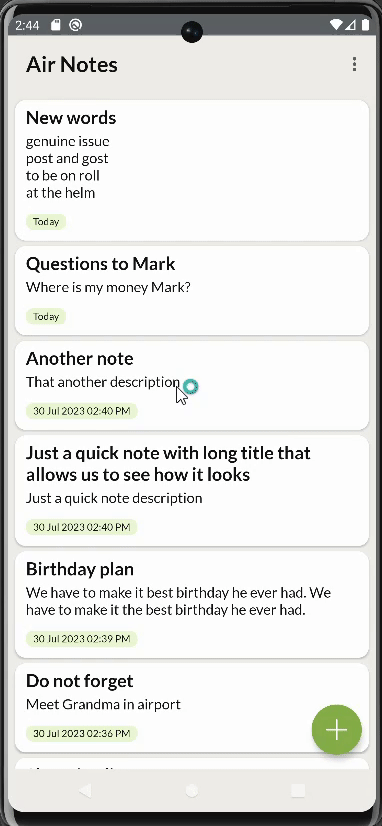 2:44
Air Notes
New words
genuine issue
post and gost
to be on roll
at the helm
Today
Questions to Mark
Where is my money Mark?
Today
Another note
That another description
30 Jul 2023 02:40 PM
Just a quick note with long title that
allows us to see how it looks
Just a quick note description
30 Jul 2023 02:40 PM
Birthday plan
We have to make it best birthday he ever had. We
have to make it the best birthday he ever had.
30 Jul 2023 02:39 PM
Do not forget
Meet Grandma in airport
30 Jul 2023 02:36 PM